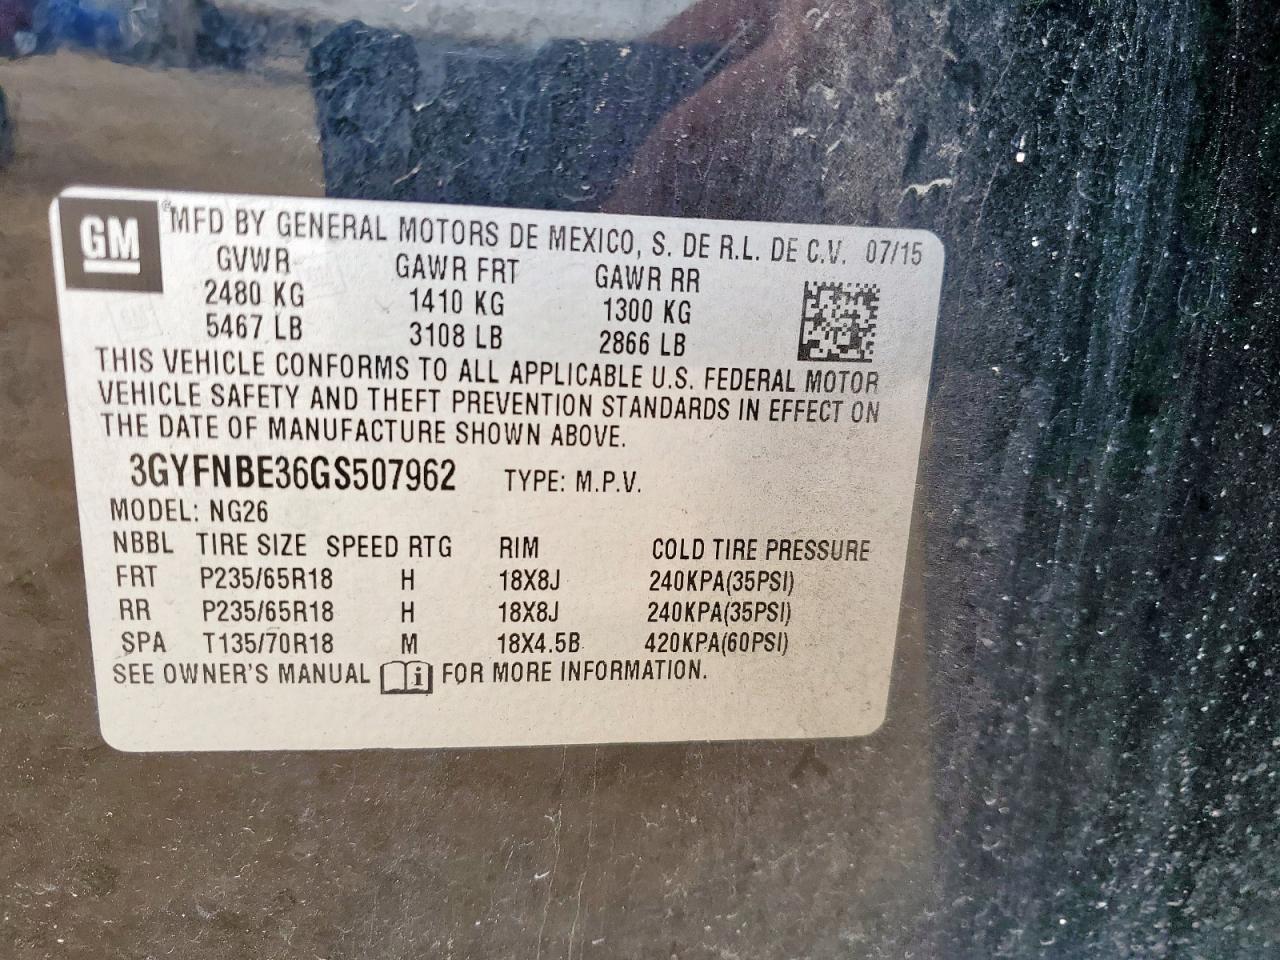 GM ®MFD BY GENERAL MOTORS DE MEXICO, S. DE R.L. DE C.V. 07/15
GVWR GAWR FRT GAWR RR
2480 KG 1410 KG 1300 KG
5467 LB 3108 LB 2866 LB
THIS VEHICLE CONFORMS TO ALL APPLICABLE U.S. FEDERAL MOTOR
VEHICLE SAFETY AND THEFT PREVENTION STANDARDS IN EFFECT ON
THE DATE OF MANUFACTURE SHOWN ABOVE.
3GYFNBE36GS507962 TYPE: M.P.V.
MODEL: NG26
NBBL TIRE SIZE SPEED RTG RIM COLD TIRE PRESSURE
FRT P235/65R18 H 18X8J 240KPA(35PSI)
RR P235/65R18 H 18X8J 240KPA(35PSI)
SPA T135/70R18 M 18X4.5B 420KPA(60PSI)
SEE OWNER'S MANUAL i FOR MORE INFORMATION.